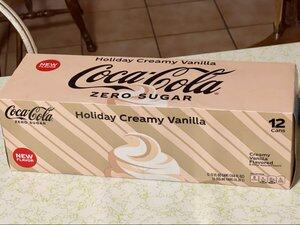 NEW
FLAVOR
Holiday Creamy Vanilla
Coca-Cola
ZERO SUGAR
Coca-Cola
ZERO SUGAR
Holiday Creamy Vanilla
12
Cans
NEW
FLAVOR
Creamy
Vanilla
Flavored